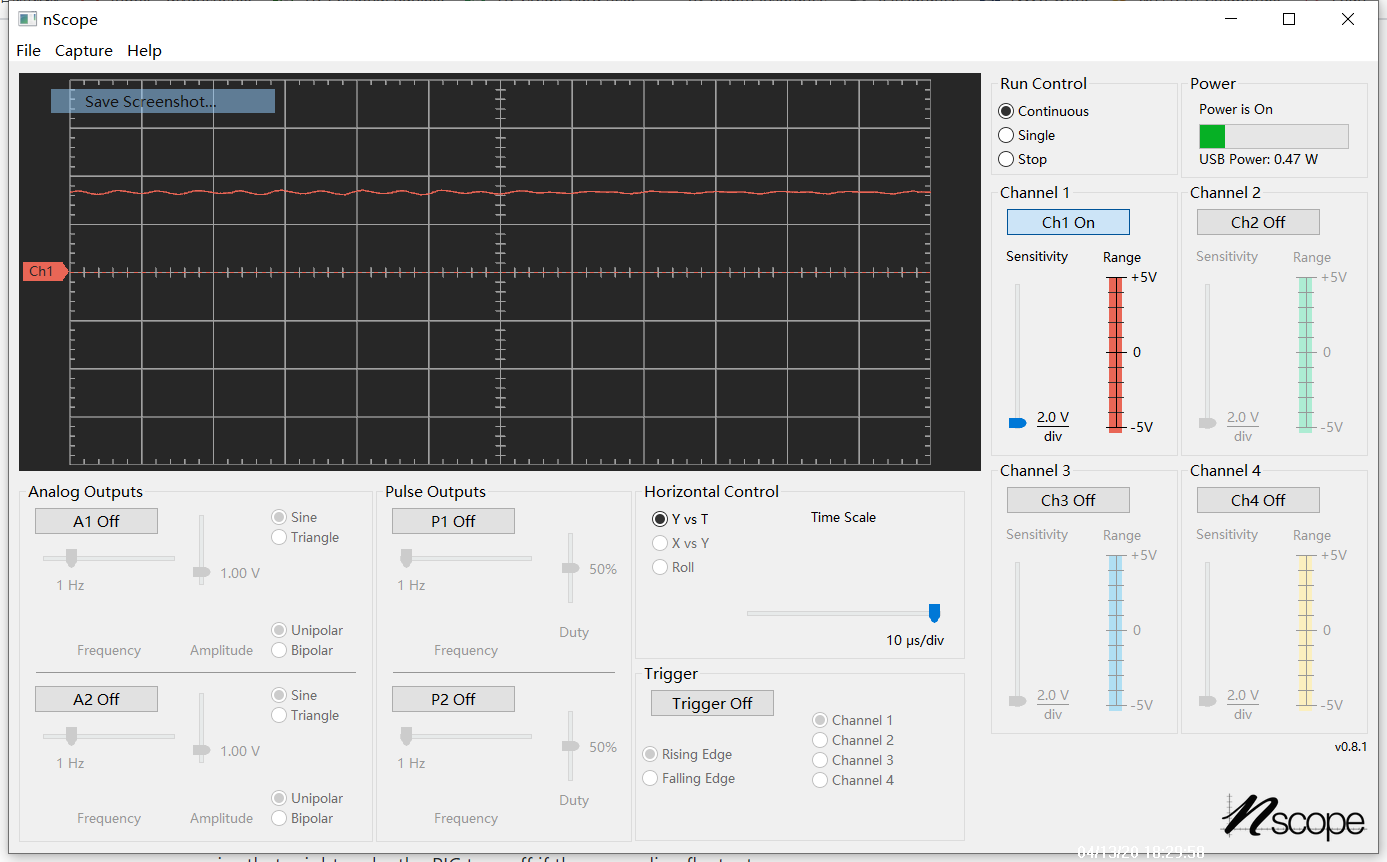 nScope
File Capture Help
Save Screenshot...
Ch1
Run Control
Continuous
Single
Stop
Power
Power is On
USB Power: 0.47 W
Channel 1
Ch1 On
Sensitivity Range
+5V
0
2.0 V
div
-5V
Channel 2
Ch2 Off
Sensitivity Range
+5V
0
2.0 V
div
-5V
Channel 3
Ch3 Off
Sensitivity Range
+5V
0
2.0 V
div
-5V
Channel 4
Ch4 Off
Sensitivity Range
+5V
0
2.0 V
div
-5V
Analog Outputs
A1 Off
Sine
Triangle
1 Hz
1.00 V
Unipolar
Bipolar
Frequency Amplitude
A2 Off
Sine
Triangle
1 Hz
1.00 V
Unipolar
Bipolar
Frequency Amplitude
Pulse Outputs
P1 Off
1 Hz
50%
Duty
Frequency
P2 Off
1 Hz
50%
Duty
Frequency
Horizontal Control
Y vs T
X vs Y
Roll
Time Scale
10 µs/div
Trigger
Trigger Off
Rising Edge
Falling Edge
Channel 1
Channel 2
Channel 3
Channel 4
v0.8.1
nscope